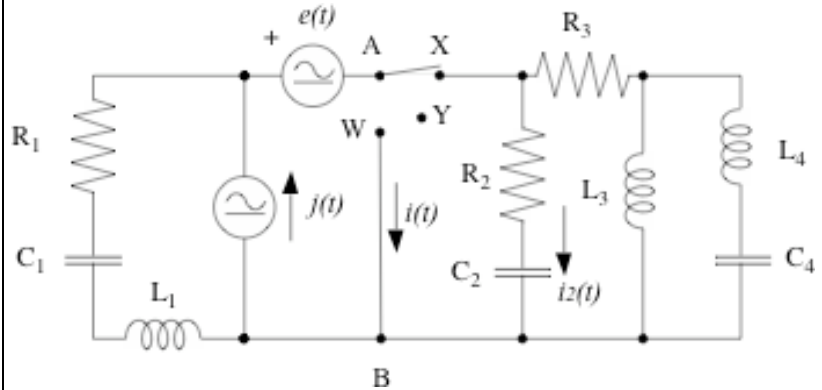 e(t)
+
A
X
R3
R1
W
Y
j(t)
i(t)
R2
L3
L4
C1
C2
i2(t)
C4
L1
B